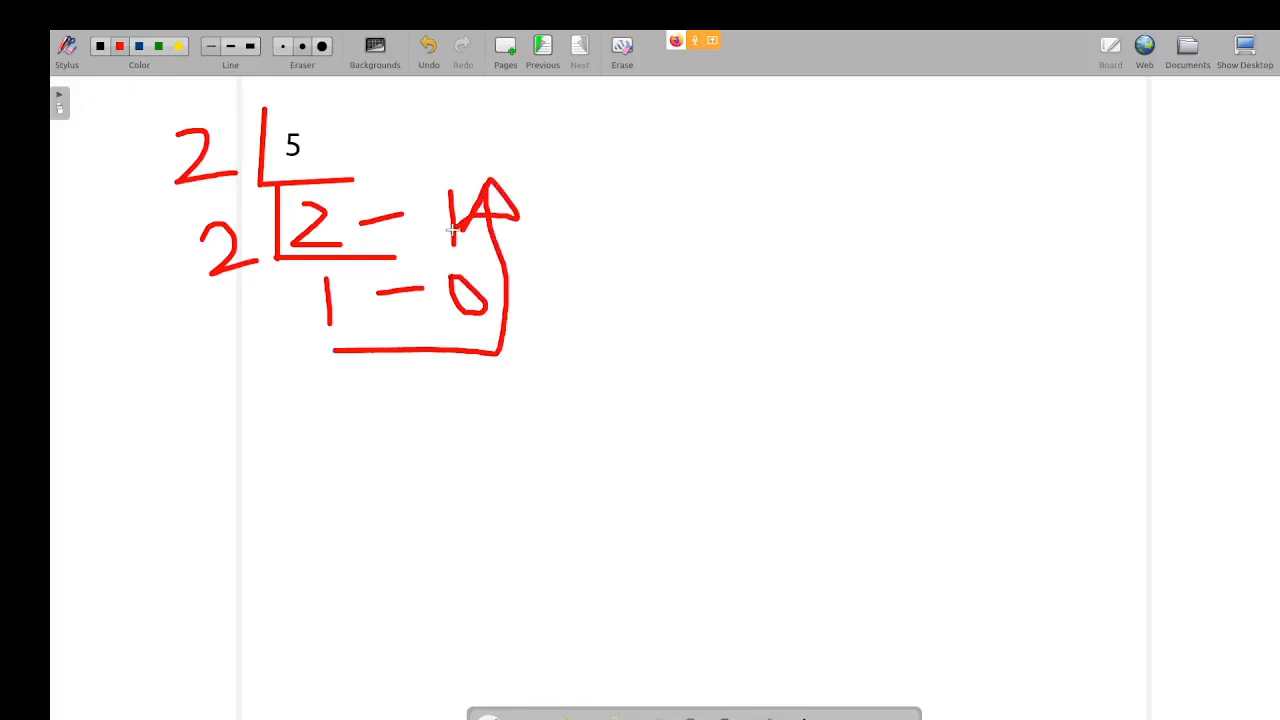 Stylus Color Line Eraser Backgrounds Undo Redo Pages Previous Next Erase Board Web Documents Show Desktop
2 5
2 2 – 1
1 – 0